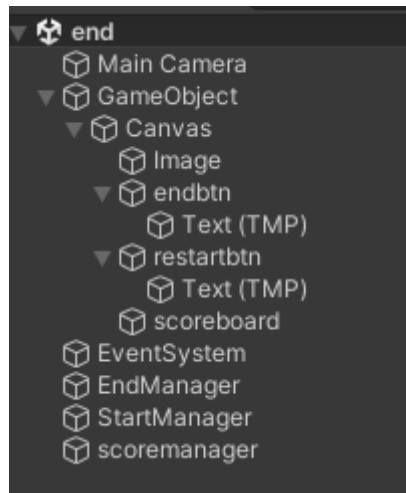 end
Main Camera
GameObject
Canvas
Image
endbtn
Text (TMP)
restartbtn
Text (TMP)
scoreboard
EventSystem
EndManager
StartManager
scoremanager